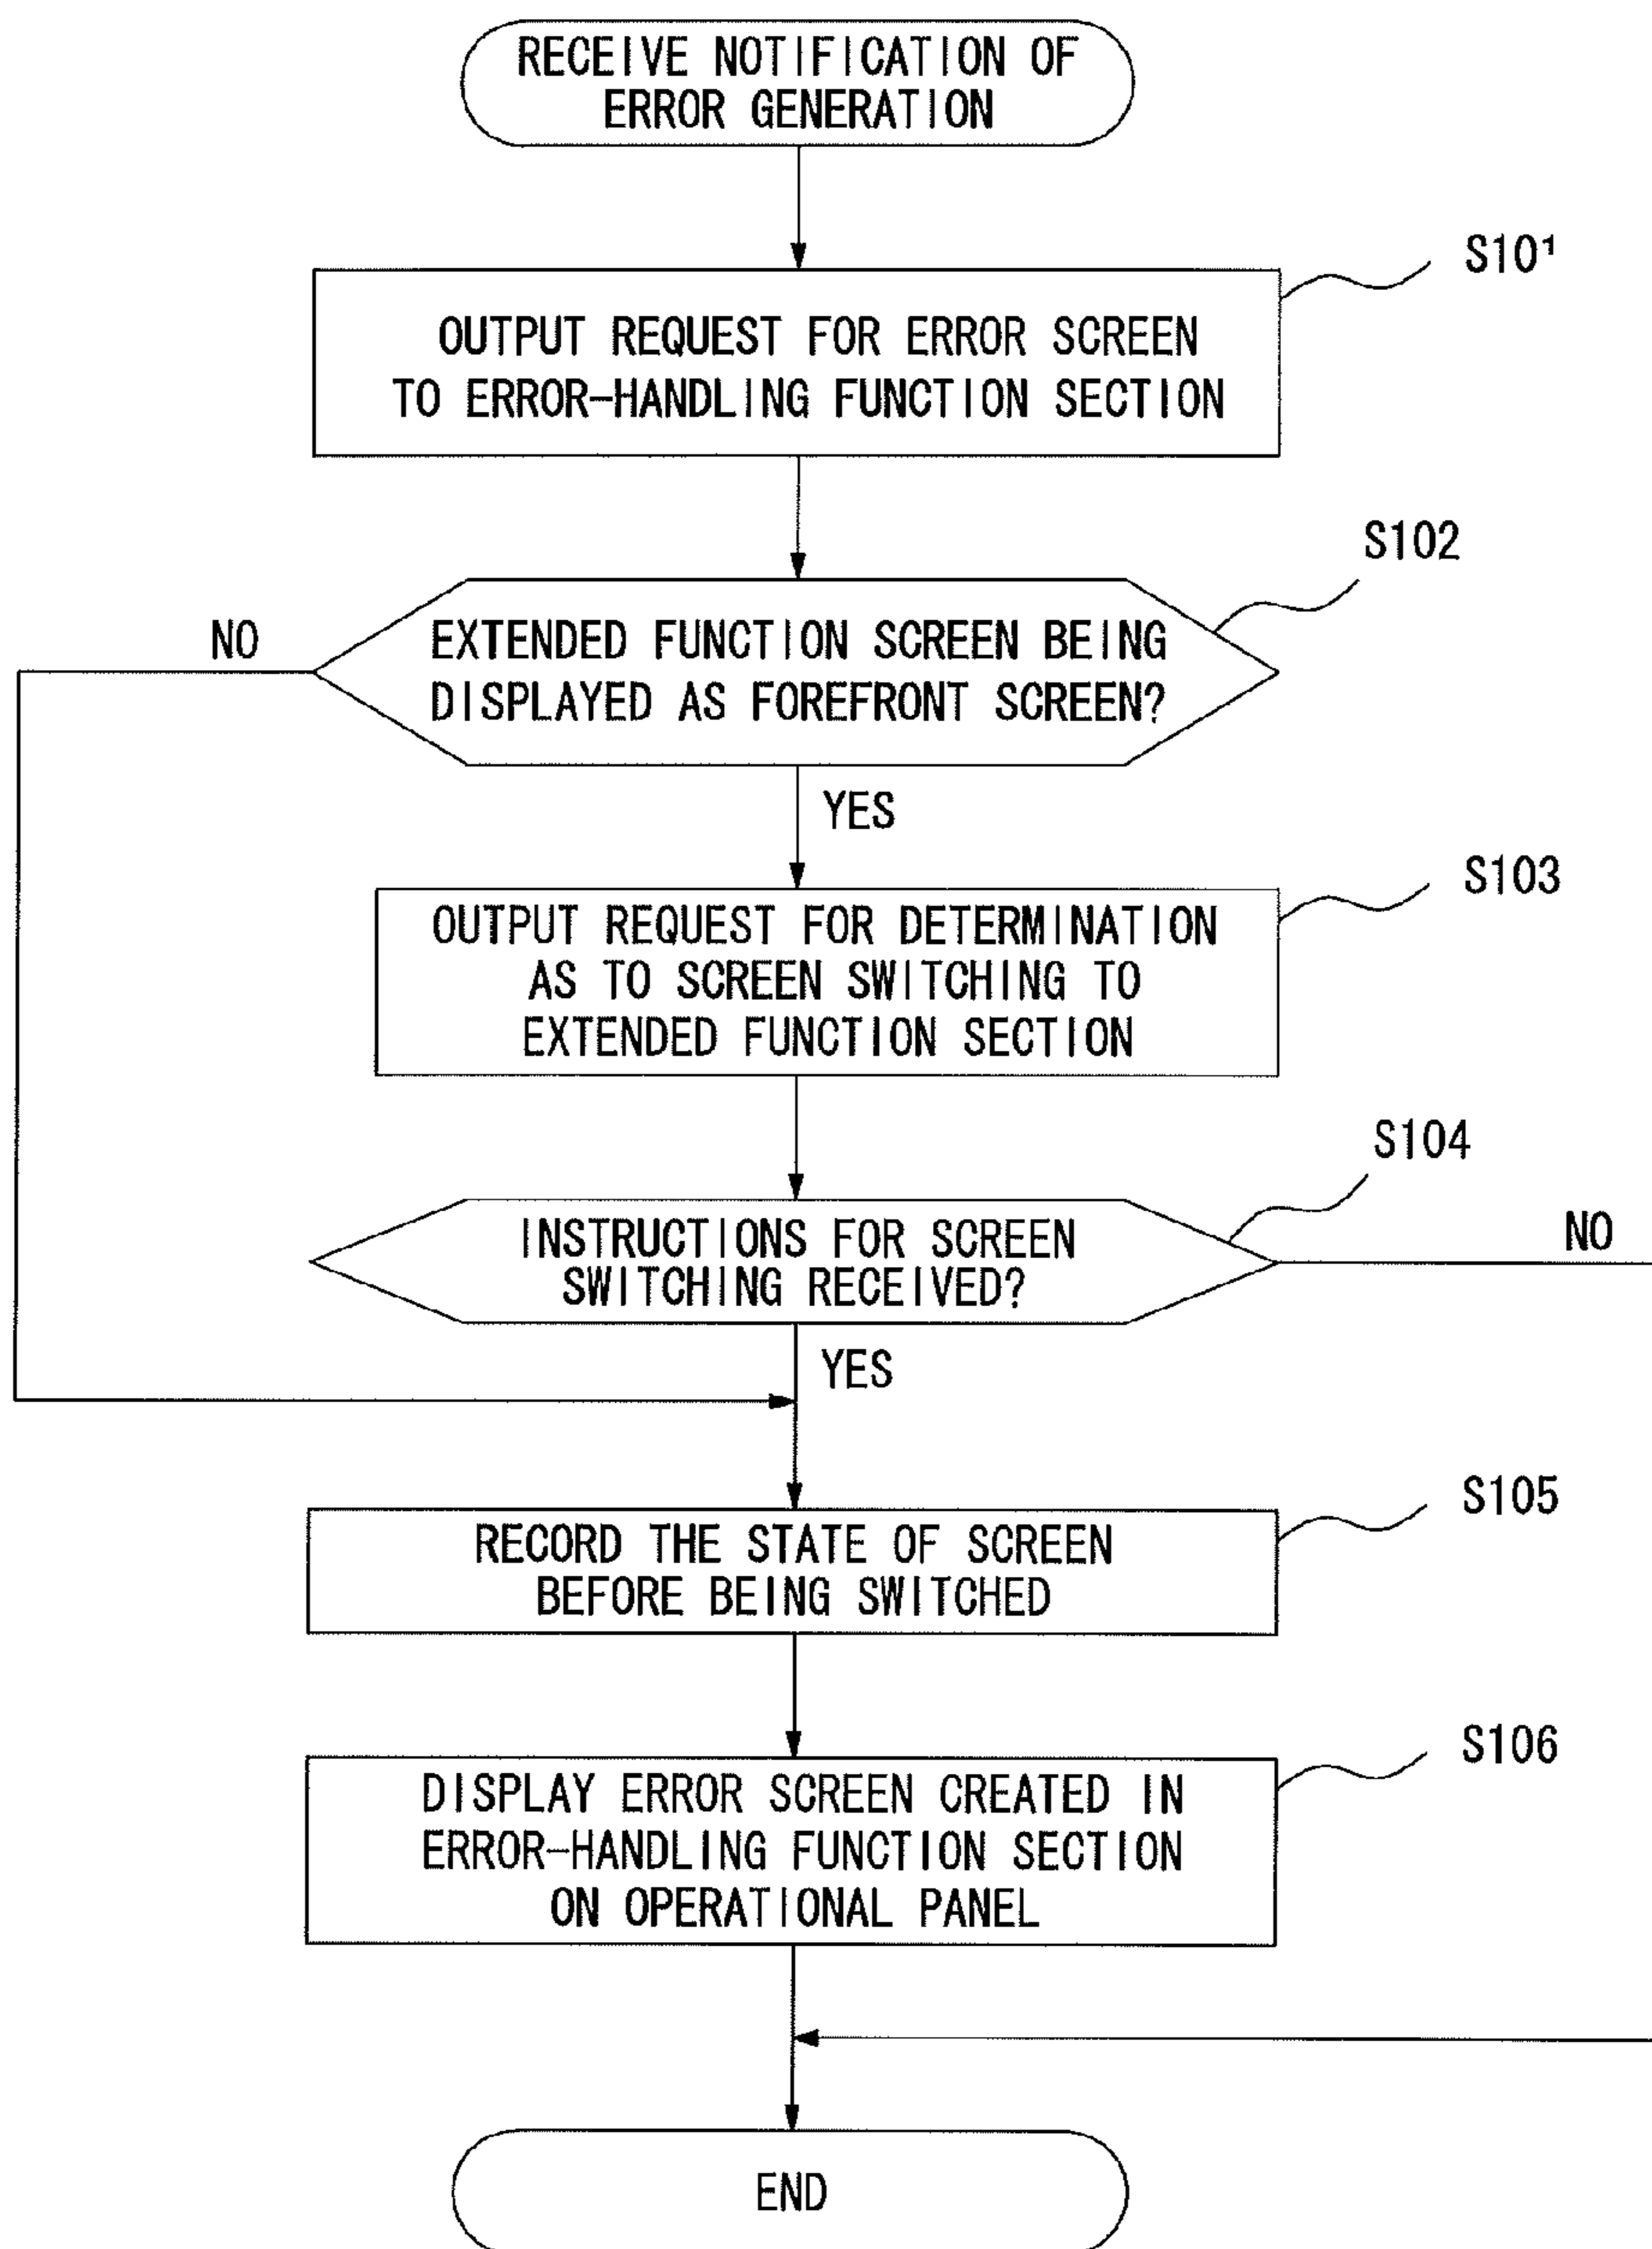 RECEIVE NOTIFICATION OF
ERROR GENERATION
S101
OUTPUT REQUEST FOR ERROR SCREEN
TO ERROR-HANDLING FUNCTION SECTION
S102
NO
EXTENDED FUNCTION SCREEN BEING
DISPLAYED AS FOREFRONT SCREEN?
YES
S103
OUTPUT REQUEST FOR DETERMINATION
AS TO SCREEN SWITCHING TO
EXTENDED FUNCTION SECTION
S104
NO
INSTRUCTIONS FOR SCREEN
SWITCHING RECEIVED?
YES
S105
RECORD THE STATE OF SCREEN
BEFORE BEING SWITCHED
S106
DISPLAY ERROR SCREEN CREATED IN
ERROR-HANDLING FUNCTION SECTION
ON OPERATIONAL PANEL
END